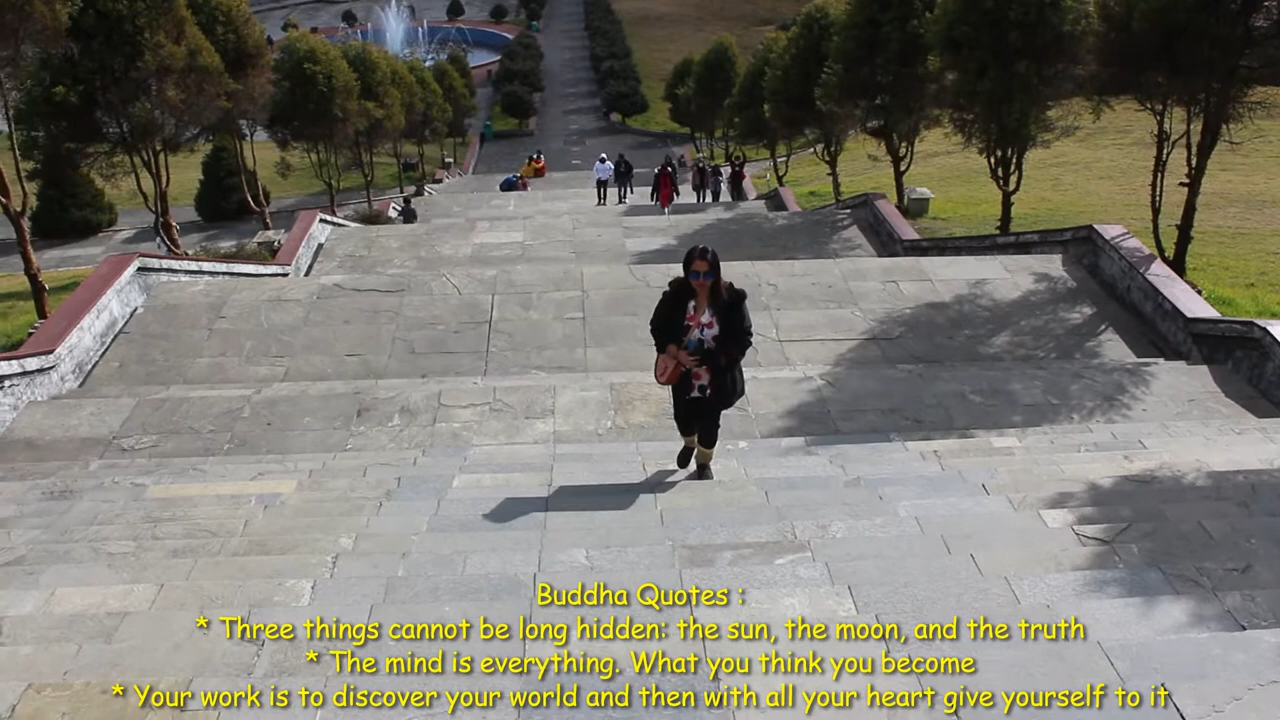 Buddha Quotes :
* Three things cannot be long hidden: the sun, the moon, and the truth
* The mind is everything. What you think you become
* Your work is to discover your world and then with all your heart give yourself to it